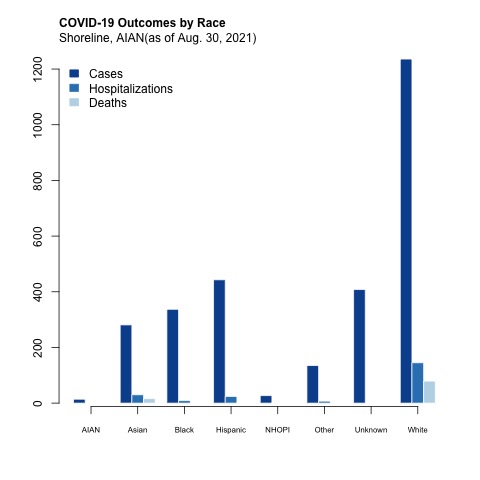 COVID-19 Outcomes by Race
Shoreline, AIAN(as of Aug. 30, 2021)
Cases
Hospitalizations
Deaths
1200
1000
800
600
400
200
0
AIAN Asian Black Hispanic NHOPI Other Unknown White